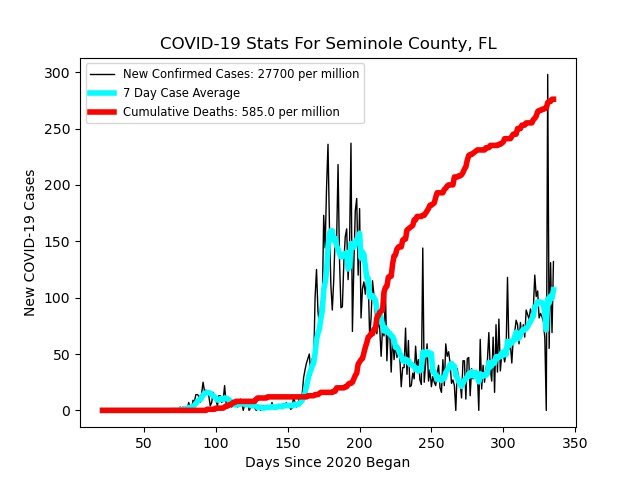 COVID-19 Stats For Seminole County, FL
New Confirmed Cases: 27700 per million
7 Day Case Average
Cumulative Deaths: 585.0 per million
New COVID-19 Cases
300
250
200
150
100
50
0
50 100 150 200 250 300 350
Days Since 2020 Began